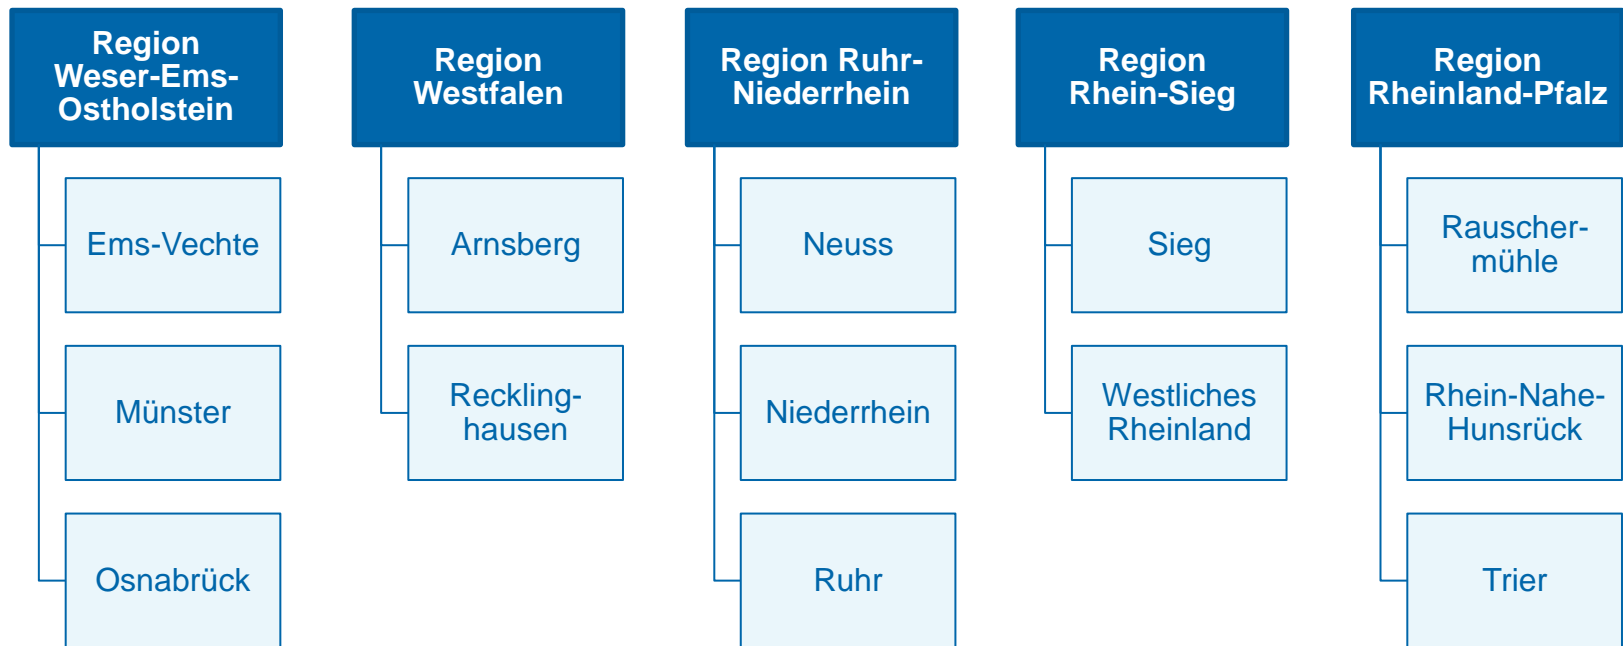 Region
Weser-Ems-
Ostholstein
Ems-Vechte
Münster
Osnabrück
Region
Westfalen
Arnsberg
Reckling-
hausen
Region Ruhr-
Niederrhein
Neuss
Niederrhein
Ruhr
Region
Rhein-Sieg
Sieg
Westliches
Rheinland
Region
Rheinland-Pfalz
Rauscher-
mühle
Rhein-Nahe-
Hunsrück
Trier